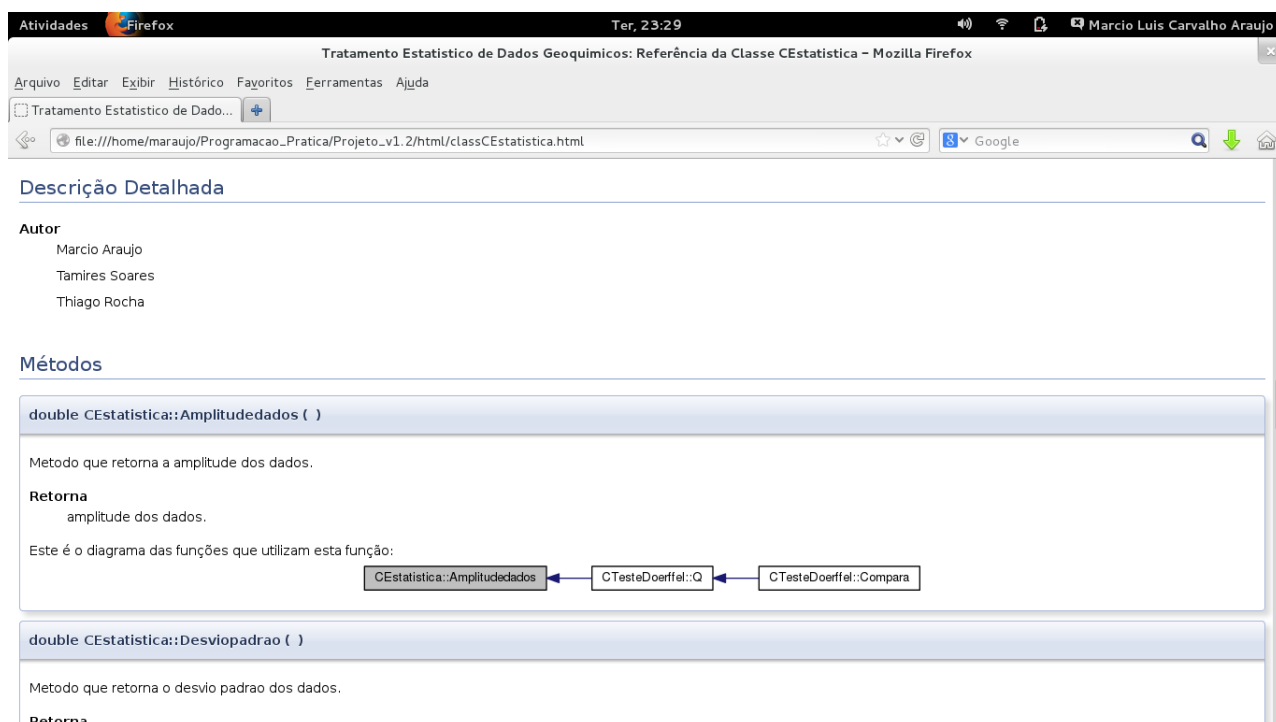 Atividades Firefox Ter, 23:29 Marcio Luis Carvalho Araujo
Tratamento Estatistico de Dados Geoquimicos: Referência da Classe CEstatistica - Mozilla Firefox
Arquivo Editar Exibir Histórico Favoritos Ferramentas Ajuda
Tratamento Estatistico de Dado...
file:///home/maraujo/Programacao_Pratica/Projeto_v1.2/html/classCEstatistica.html 8 Google
Descrição Detalhada
Autor
Marcio Araujo
Tamires Soares
Thiago Rocha
Métodos
double CEstatistica::Amplitudedados ( )
Metodo que retorna a amplitude dos dados.
Retorna
amplitude dos dados.
Este é o diagrama das funções que utilizam esta função:
CEstatistica::Amplitudedados CTesteDoerffel::Q CTesteDoerffel::Compara
double CEstatistica::Desviopadrao ( )
Metodo que retorna o desvio padrao dos dados.
Retorna